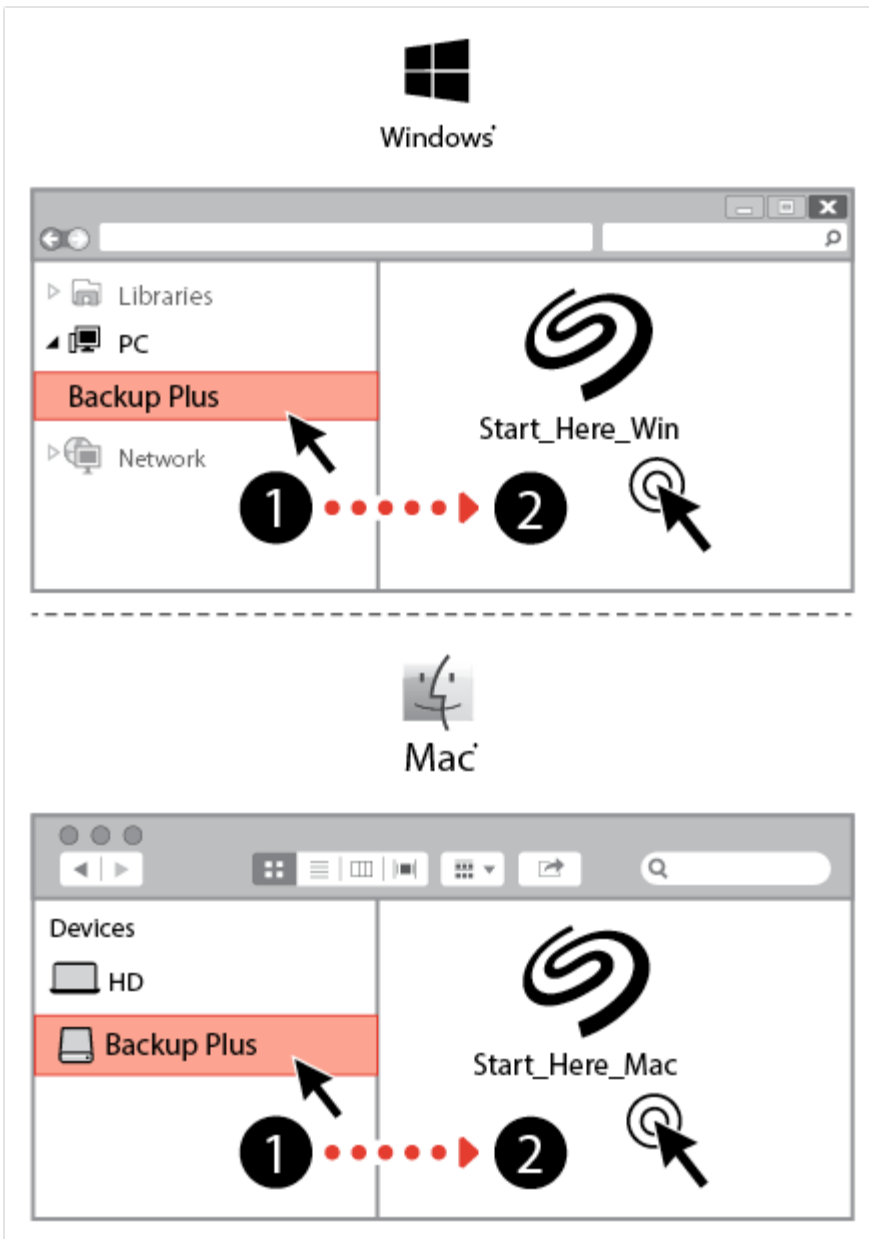 Windows*
Libraries
PC
Backup Plus
Start_Here_Win
Network
1
2
Mac*
Devices
HD
Backup Plus
Start_Here_Mac
1
2